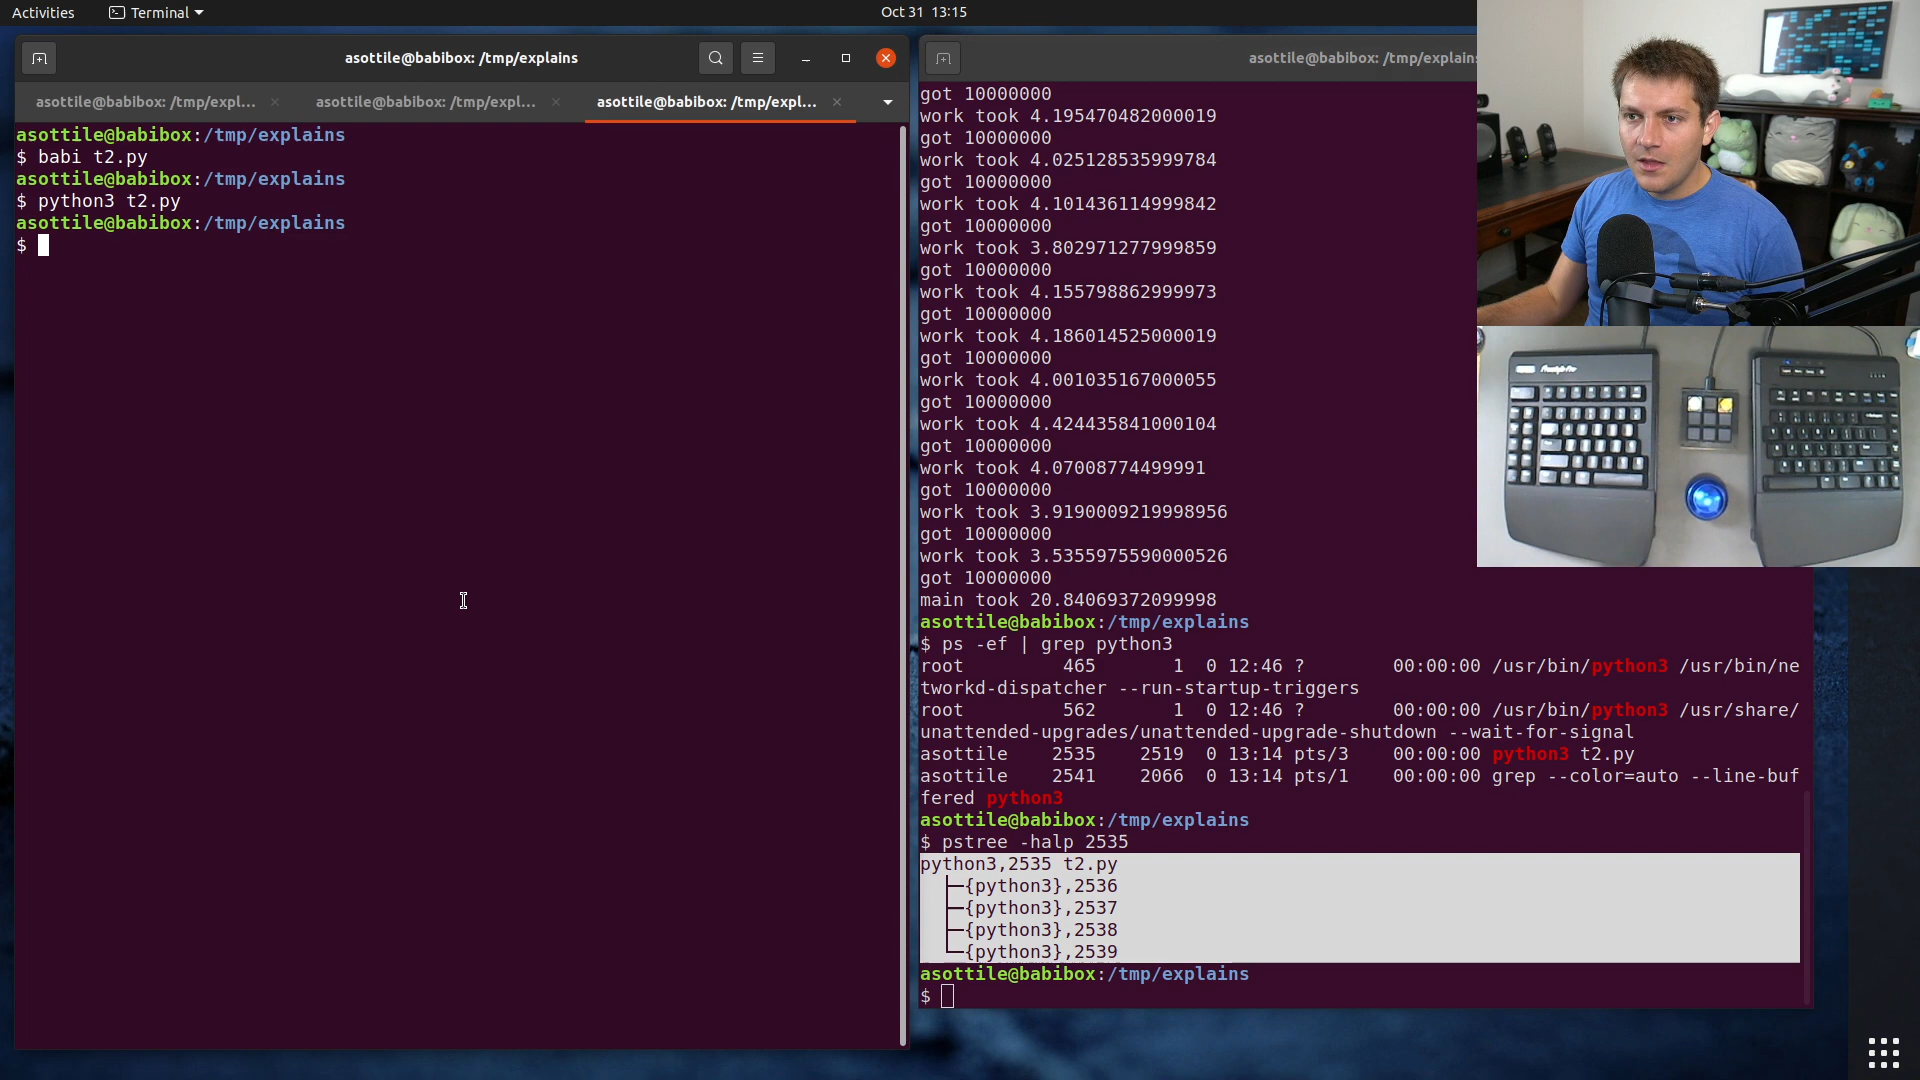 Activities
Terminal
Oct 31 13:15
asottile@babibox: /tmp/explains
asottile@babibox: /tmp/expl...
asottile@babibox: /tmp/expl...
asottile@babibox: /tmp/expl...
asottile@babibox:/tmp/explains
$ babi t2.py
asottile@babibox:/tmp/explains
$ python3 t2.py
asottile@babibox:/tmp/explains
$
asottile@babibox: /tmp/explains
got 10000000
work took 4.195470482000019
got 10000000
work took 4.025128535999784
got 10000000
work took 4.101436114999842
got 10000000
work took 3.802971277999859
got 10000000
work took 4.155798862999973
got 10000000
work took 4.186014525000019
got 10000000
work took 4.001035167000055
got 10000000
work took 4.424435841000104
got 10000000
work took 4.07008774499991
got 10000000
work took 3.9190009219998956
got 10000000
work took 3.5355975590000526
got 10000000
main took 20.84069372099998
asottile@babibox:/tmp/explains
$ ps -ef | grep python3
root 465 1 0 12:46 ? 00:00:00 /usr/bin/python3 /usr/bin/ne
tworkd-dispatcher --run-startup-triggers
root 562 1 0 12:46 ? 00:00:00 /usr/bin/python3 /usr/share/
unattended-upgrades/unattended-upgrade-shutdown --wait-for-signal
asottile 2535 2519 0 13:14 pts/3 00:00:00 python3 t2.py
asottile 2541 2066 0 13:14 pts/1 00:00:00 grep --color=auto --line-buf
fered python3
asottile@babibox:/tmp/explains
$ pstree -halp 2535
python3,2535 t2.py
├─{python3},2536
├─{python3},2537
├─{python3},2538
└─{python3},2539
asottile@babibox:/tmp/explains
$